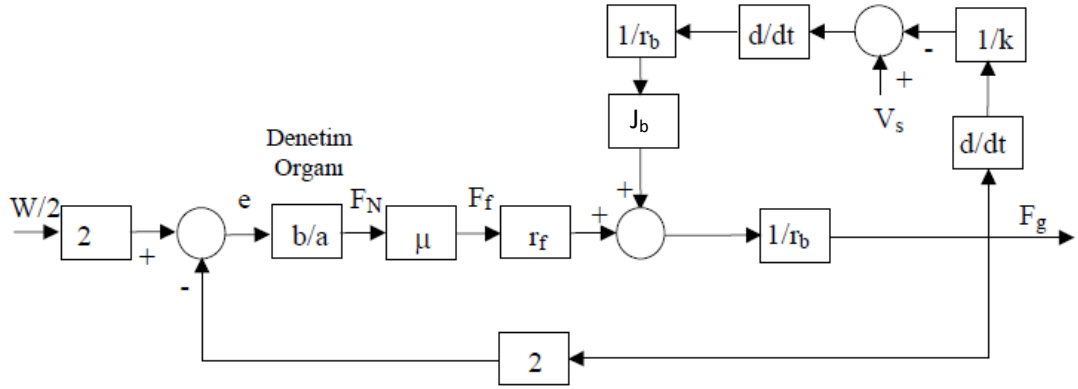 1/r_b
d/dt
1/k
-
+
V_s
J_b
d/dt
Denetim
Organı
W/2
2
+
-
e
b/a
F_N
μ
F_f
r_f
+
+
1/r_b
F_g
2